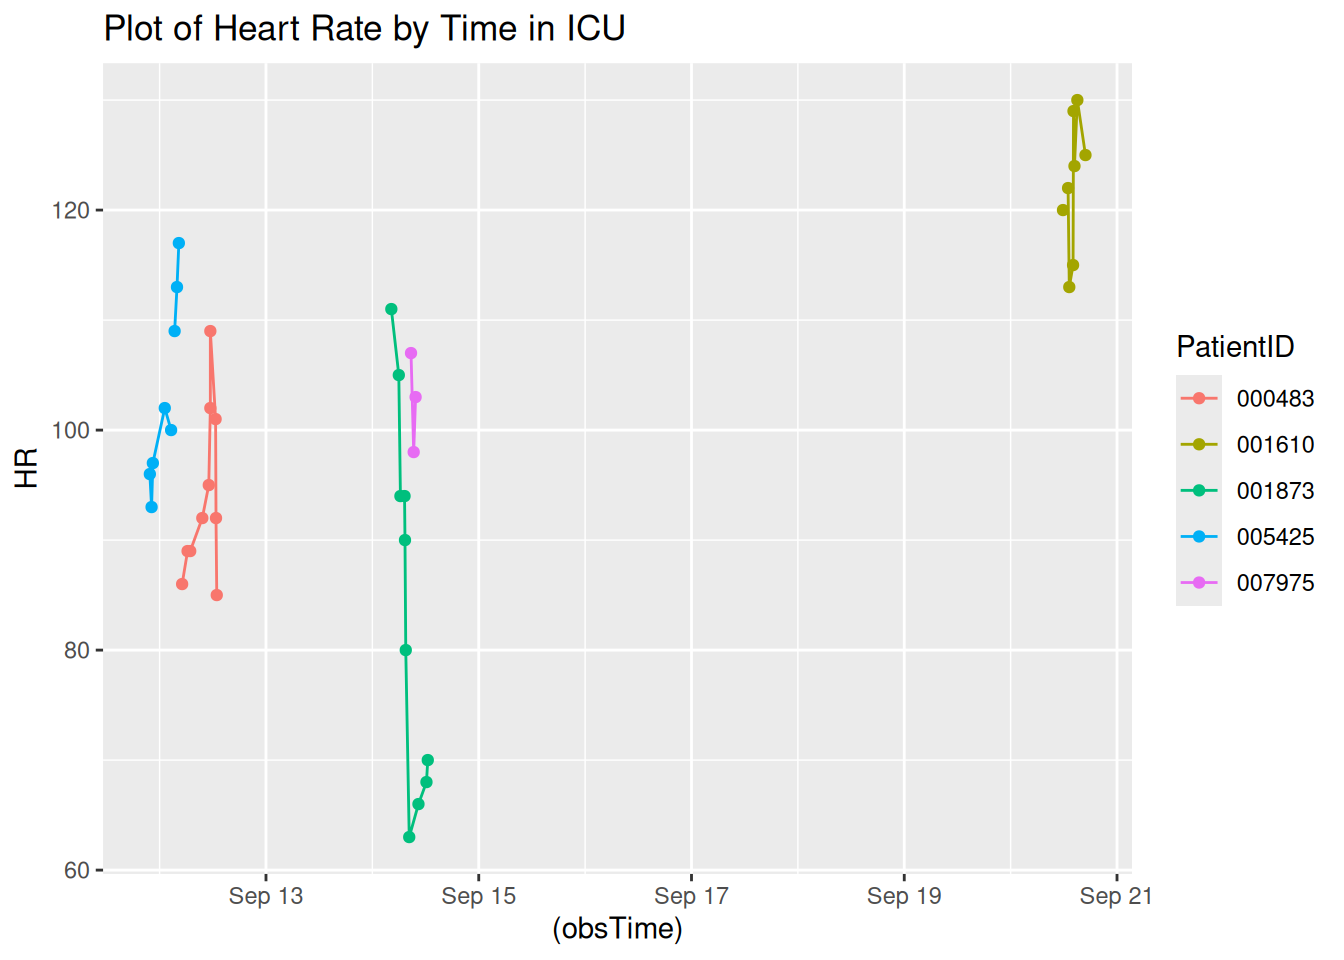 Plot of Heart Rate by Time in ICU
HR
120
100
80
60
Sep 13
Sep 15
Sep 17
Sep 19
Sep 21
(obsTime)
PatientID
000483
001610
001873
005425
007975